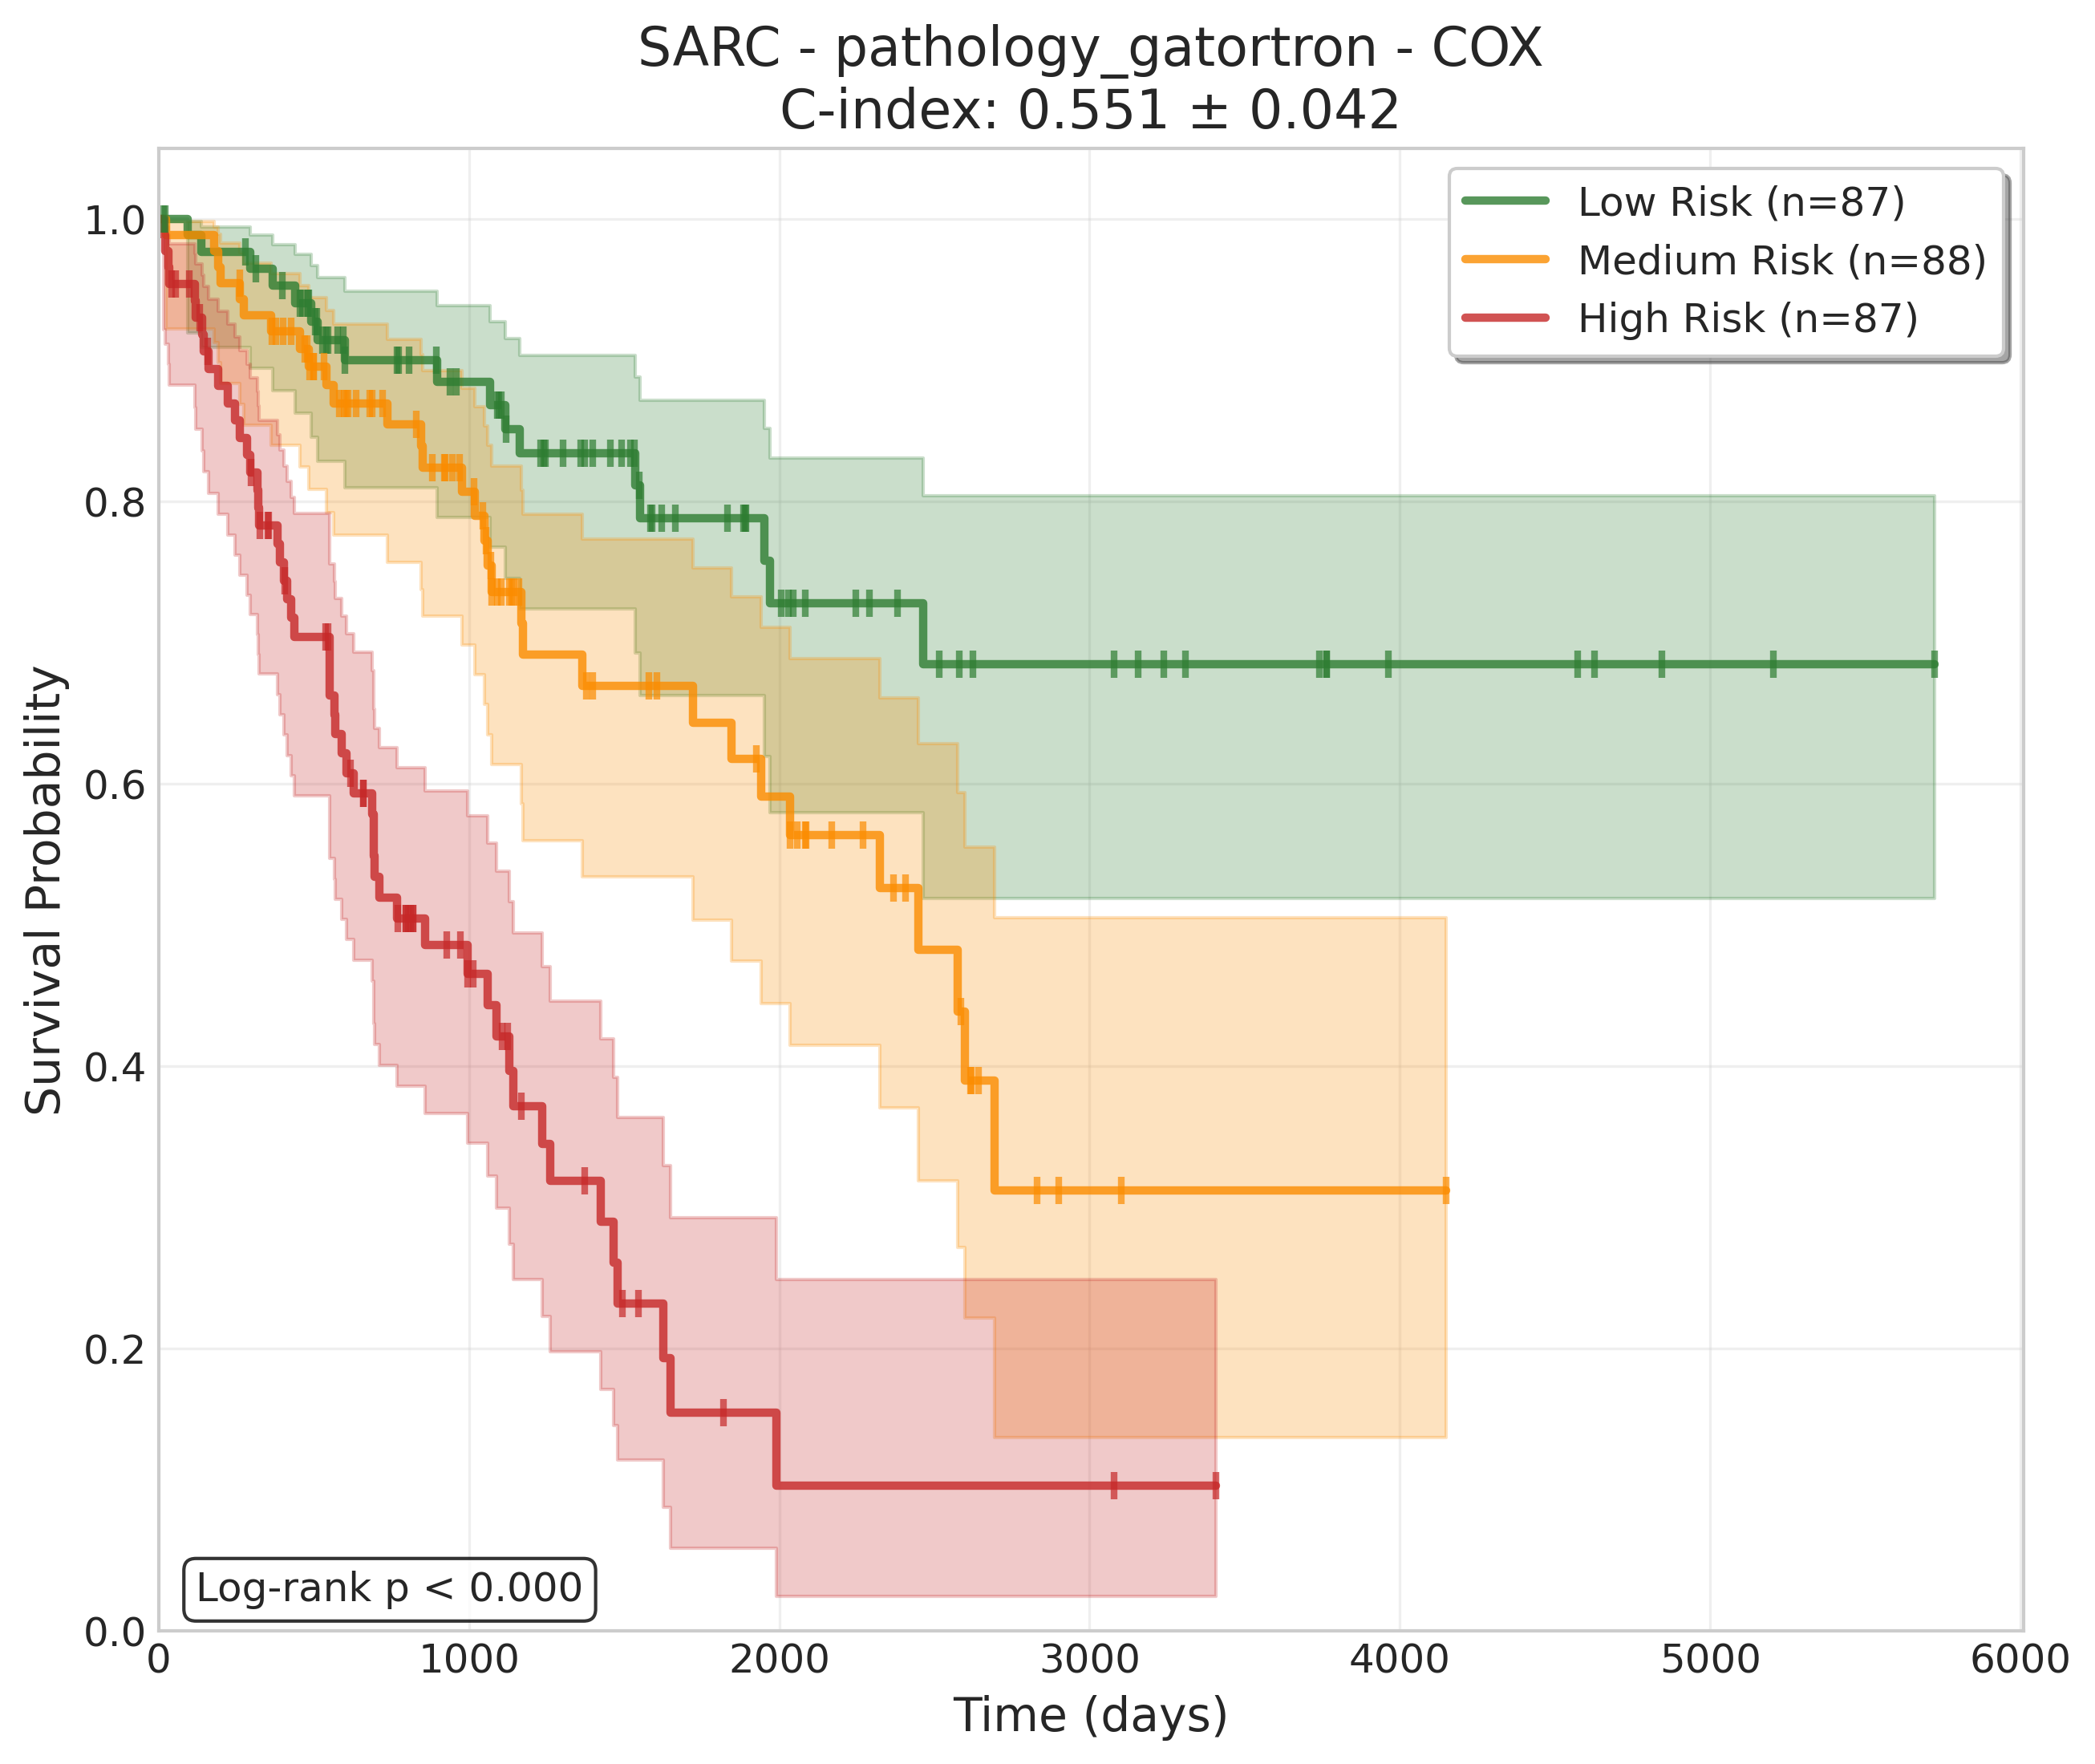 SARC - pathology_gatortron - COX
C-index: 0.551 ± 0.042
Low Risk (n=87)
Medium Risk (n=88)
High Risk (n=87)
Survival Probability
1.0
0.8
0.6
0.4
0.2
0.0
Log-rank p < 0.000
0 1000 2000 3000 4000 5000 6000
Time (days)